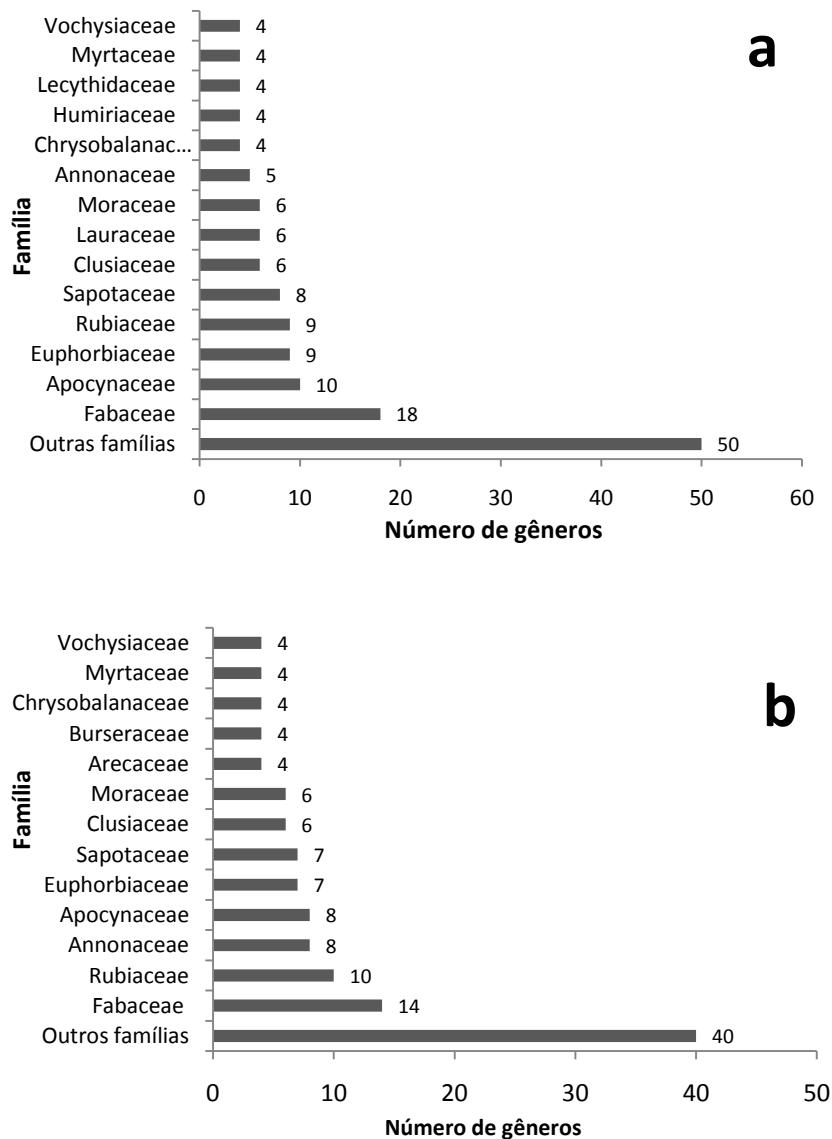 a
Família
Vochysiaceae 4
Myrtaceae 4
Lecythidaceae 4
Humiriaceae 4
Chrysobalanac... 4
Annonaceae 5
Moraceae 6
Lauraceae 6
Clusiaceae 6
Sapotaceae 8
Rubiaceae 9
Euphorbiaceae 9
Apocynaceae 10
Fabaceae 18
Outras famílias 50
0 10 20 30 40 50 60
Número de gêneros
b
Família
Vochysiaceae 4
Myrtaceae 4
Chrysobalanaceae 4
Burseraceae 4
Arecaceae 4
Moraceae 6
Clusiaceae 6
Sapotaceae 7
Euphorbiaceae 7
Apocynaceae 8
Annonaceae 8
Rubiaceae 10
Fabaceae 14
Outros famílias 40
0 10 20 30 40 50
Número de gêneros